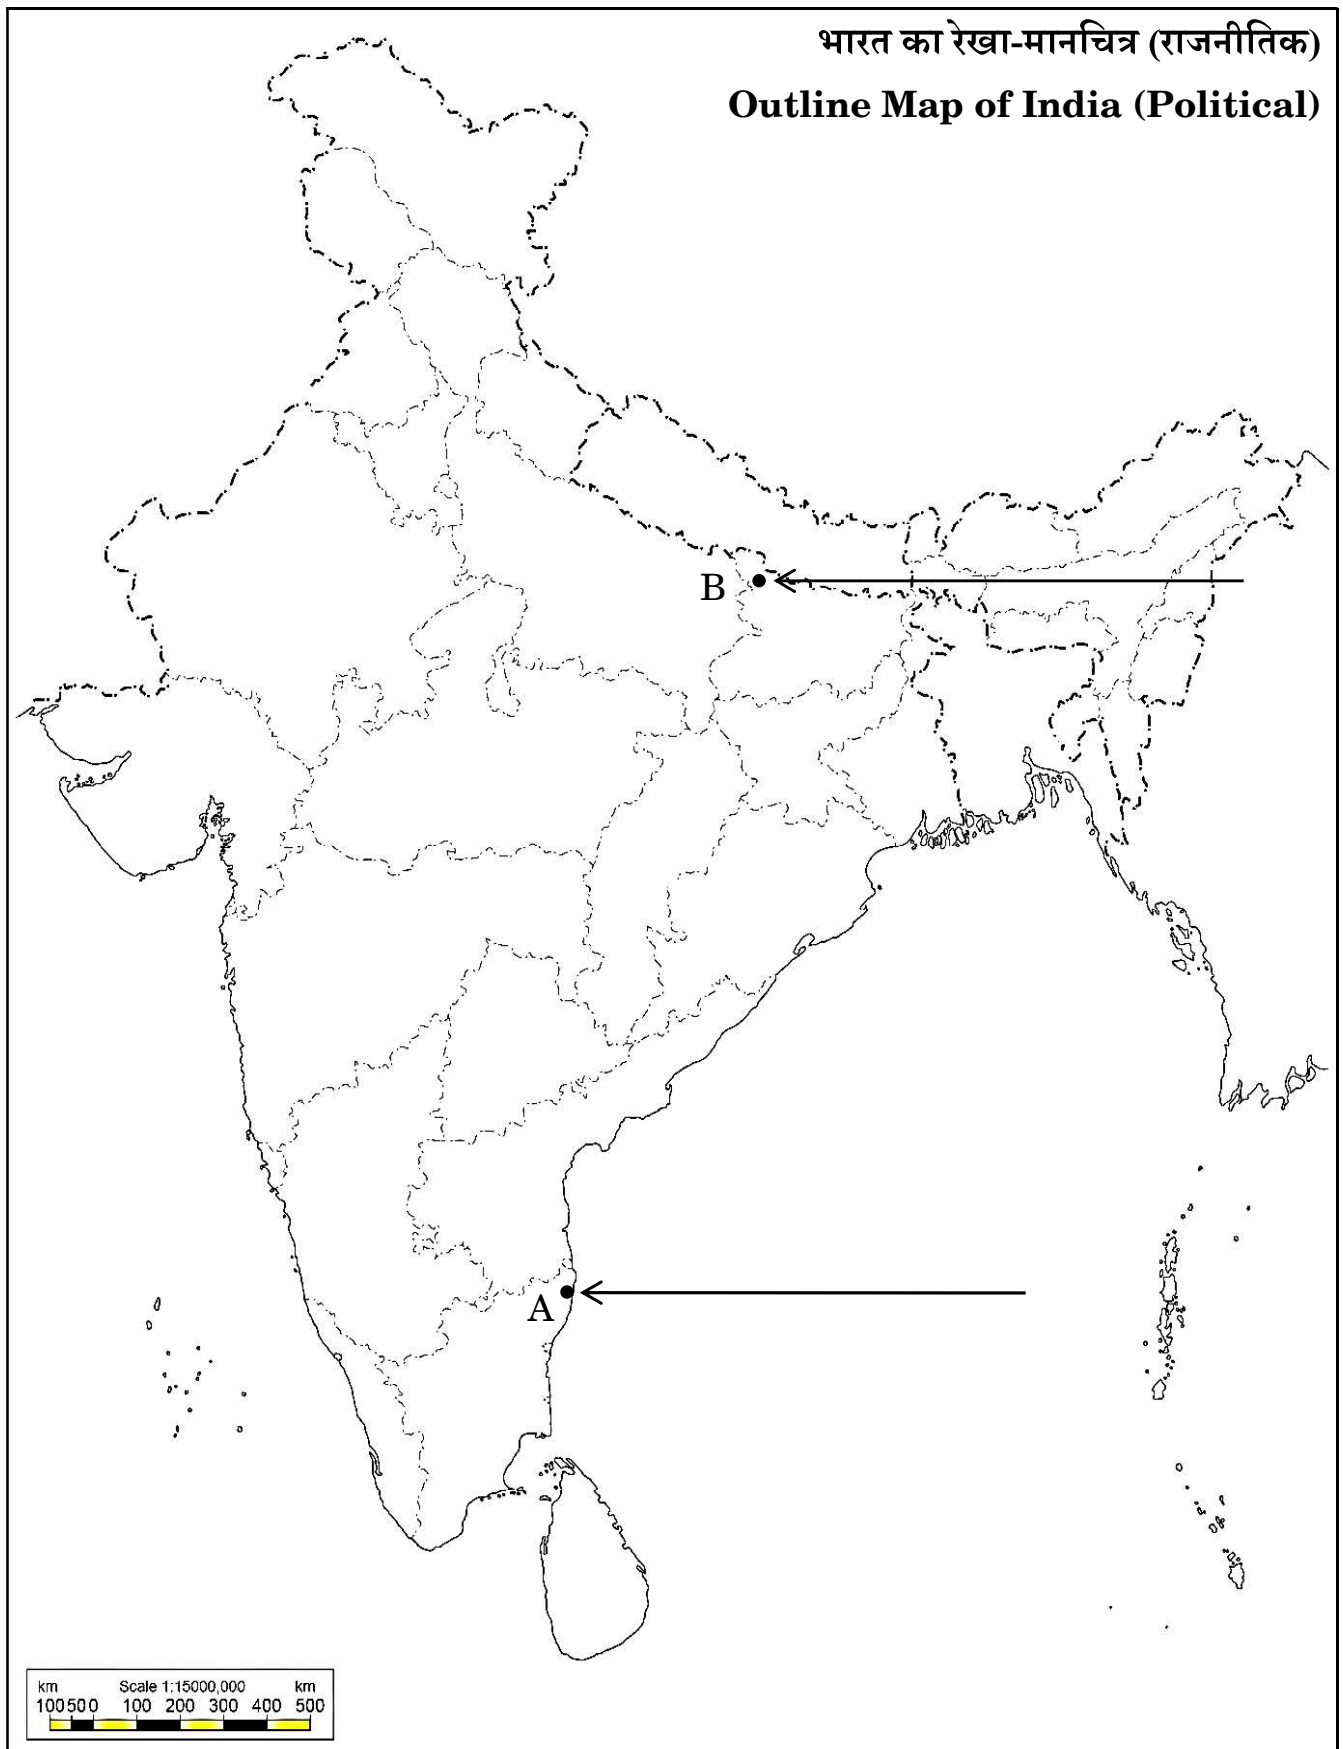 भारत का रेखा-मानचित्र (राजनीतिक)
Outline Map of India (Political)
B
A
km Scale 1:15000,000 km
100 50 0 100 200 300 400 500